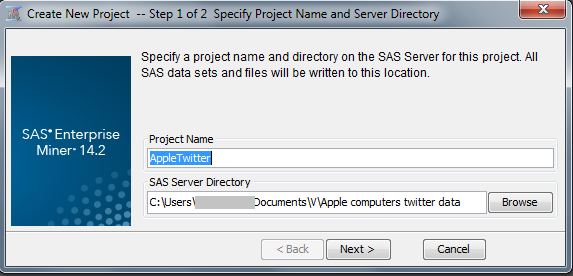 Create New Project -- Step 1 of 2 Specify Project Name and Server Directory
Specify a project name and directory on the SAS Server for this project. All
SAS data sets and files will be written to this location.
SAS® Enterprise
Miner™ 14.2
Project Name
AppleTwitter
SAS Server Directory
C:\Users\ Documents\V\Apple computers twitter data
Browse
< Back
Next >
Cancel